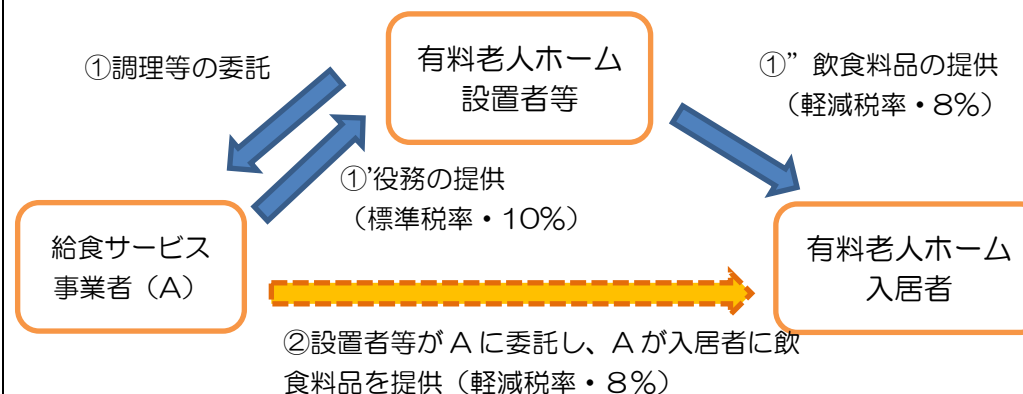 ①調理等の委託
有料老人ホーム
設置者等
①”飲食料品の提供
（軽減税率・８％）
①’役務の提供
（標準税率・10％）
給食サービス
事業者（Ａ）
有料老人ホーム
入居者
②設置者等がＡに委託し、Ａが入居者に飲
食料品を提供（軽減税率・８％）